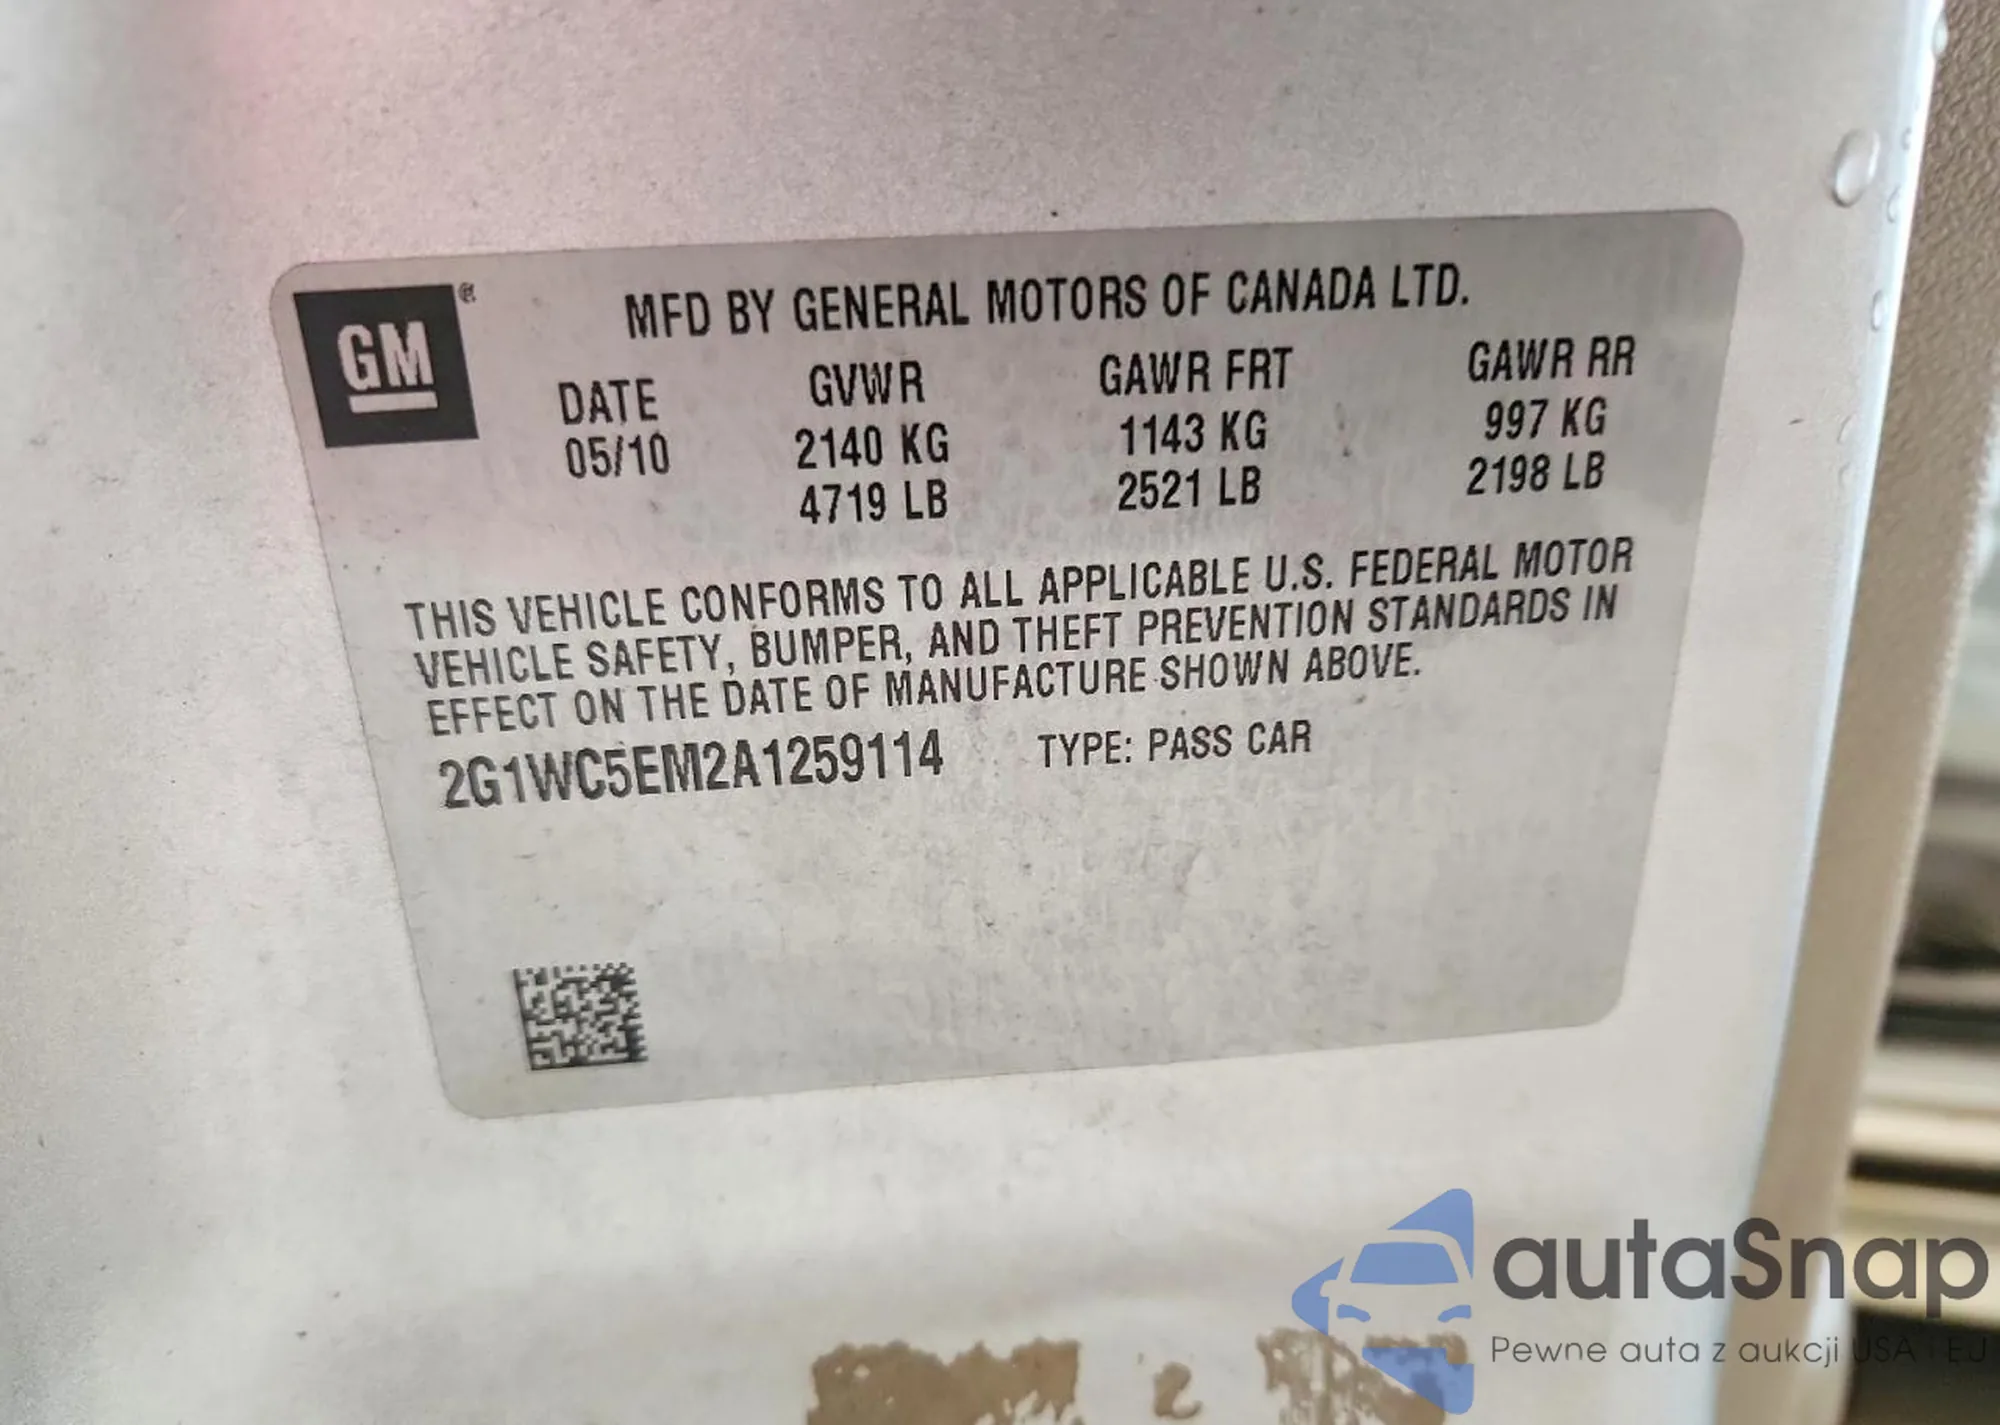 GM ®
MFD BY GENERAL MOTORS OF CANADA LTD.
DATE GVWR GAWR FRT GAWR RR
05/10 2140 KG 1143 KG 997 KG
4719 LB 2521 LB 2198 LB
THIS VEHICLE CONFORMS TO ALL APPLICABLE U.S. FEDERAL MOTOR
VEHICLE SAFETY, BUMPER, AND THEFT PREVENTION STANDARDS IN
EFFECT ON THE DATE OF MANUFACTURE SHOWN ABOVE.
2G1WC5EM2A1259114 TYPE: PASS CAR
autaSnap
Pewne auta z aukcji USA i EU